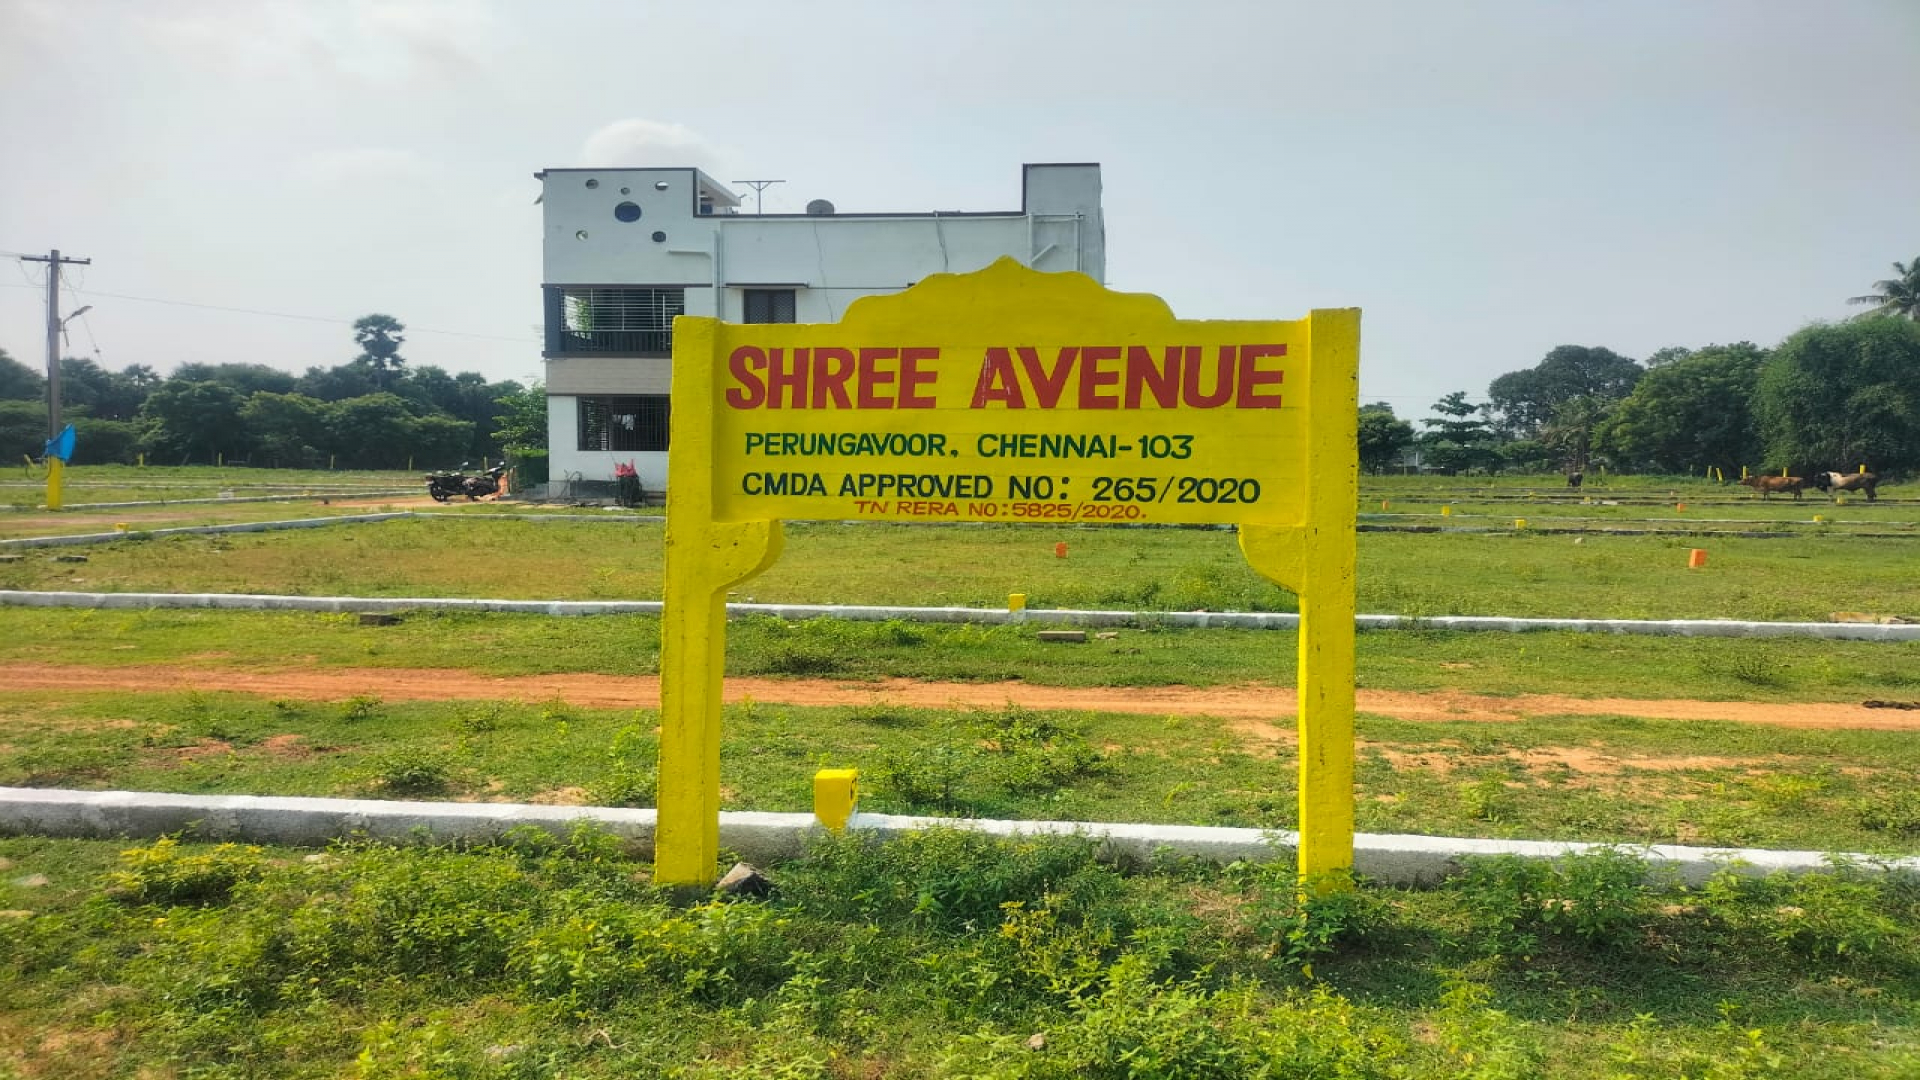 SHREE AVENUE
PERUNGAVOOR, CHENNAI-103
CMDA APPROVED NO: 265/2020
TN RERA NO:5825/2020.